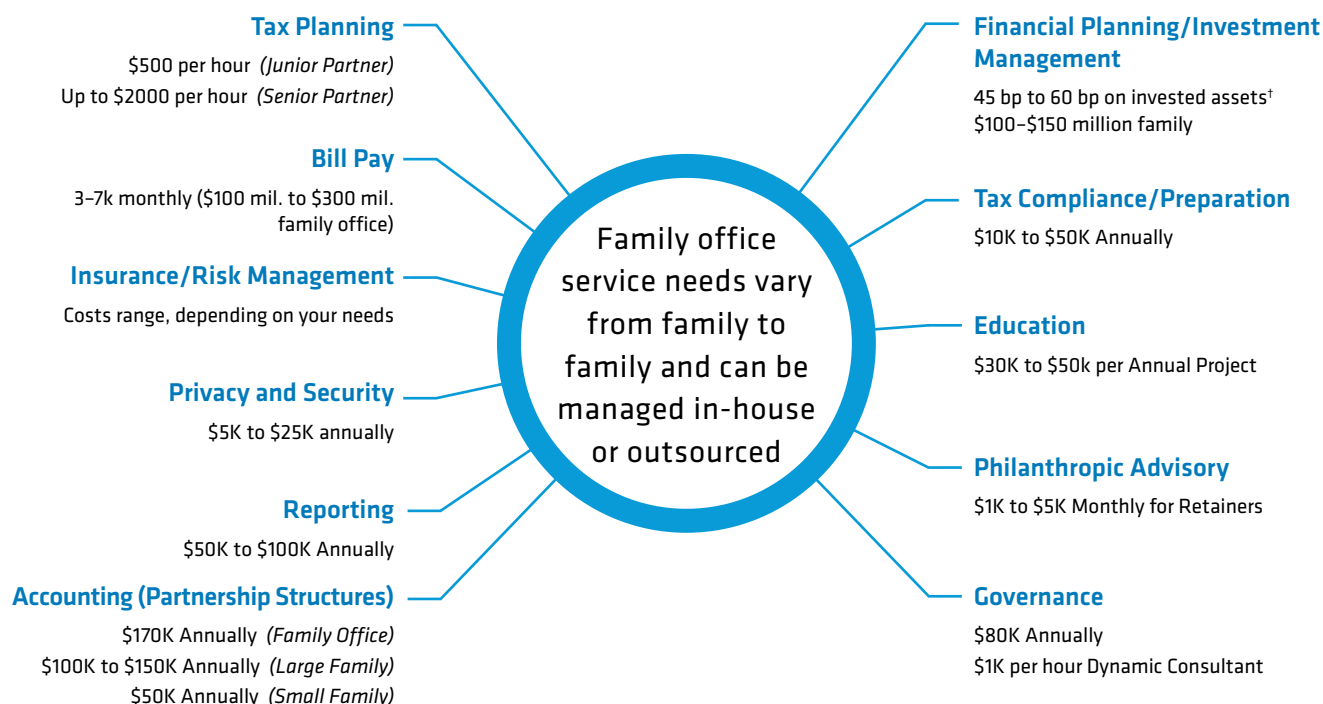 Tax Planning
$500 per hour (Junior Partner)
Up to $2000 per hour (Senior Partner)
Bill Pay
3–7k monthly ($100 mil. to $300 mil.
family office)
Insurance/Risk Management
Costs range, depending on your needs
Privacy and Security
$5K to $25K annually
Reporting
$50K to $100K Annually
Accounting (Partnership Structures)
$170K Annually (Family Office)
$100K to $150K Annually (Large Family)
$50K Annually (Small Family)
Family office
service needs vary
from family to
family and can be
managed in-house
or outsourced
Financial Planning/Investment
Management
45 bp to 60 bp on invested assets†
$100–$150 million family
Tax Compliance/Preparation
$10K to $50K Annually
Education
$30K to $50k per Annual Project
Philanthropic Advisory
$1K to $5K Monthly for Retainers
Governance
$80K Annually
$1K per hour Dynamic Consultant